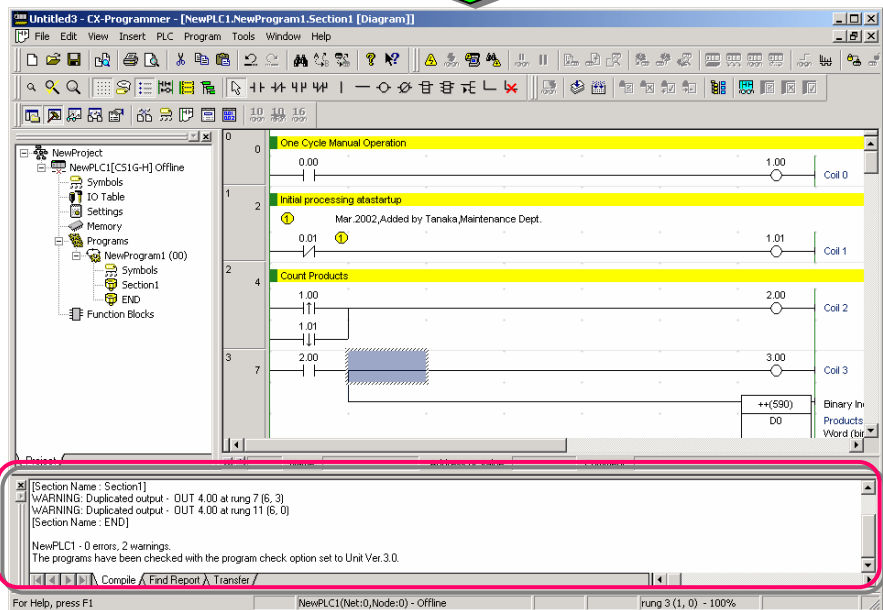 Untitled3 - CX-Programmer - [NewPLC1.NewProgram1.Section1 [Diagram]]
File Edit View Insert PLC Program Tools Window Help
10 10 16
NewProject
NewPLC1[CS1G-H] Offline
Symbols
IO Table
Settings
Memory
Programs
NewProgram1 (00)
Symbols
Section1
END
Function Blocks
0 0 One Cycle Manual Operation
0.00 1.00
Coil 0
1 2 Initial processing atastartup
1 Mar.2002,Added by Tanaka,Maintenance Dept.
0.01 1 1.01
Coil 1
2 4 Count Products
1.00 2.00
Coil 2
1.01
3 7 2.00 3.00
Coil 3
++(590) Binary In
D0 Products
Word (bir
Project
[Section Name : Section1]
WARNING: Duplicated output - OUT 4.00 at rung 7 (6, 3)
WARNING: Duplicated output - OUT 4.00 at rung 11 (6, 0)
[Section Name : END]
NewPLC1 - 0 errors, 2 warnings.
The programs have been checked with the program check option set to Unit Ver.3.0.
Compile Find Report Transfer
For Help, press F1 NewPLC1(Net:0,Node:0) - Offline rung 3 (1, 0) - 100%